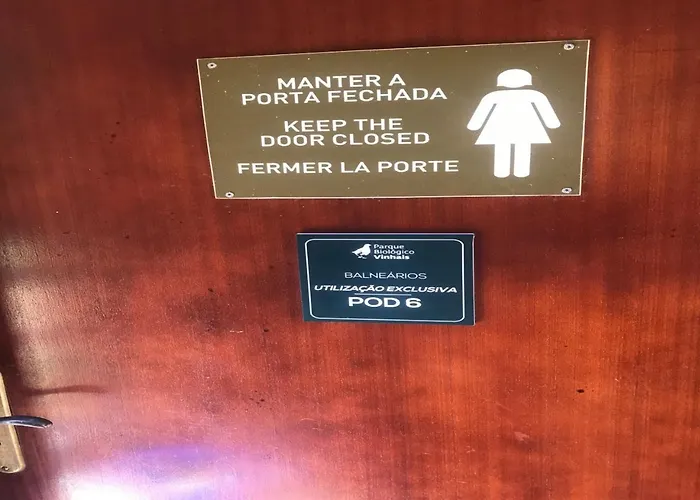 MANTER A
PORTA FECHADA
KEEP THE
DOOR CLOSED
FERMER LA PORTE
Parque
Biológico
Vinhais
BALNEÁRIOS
UTILIZAÇÃO EXCLUSIVA
POD 6